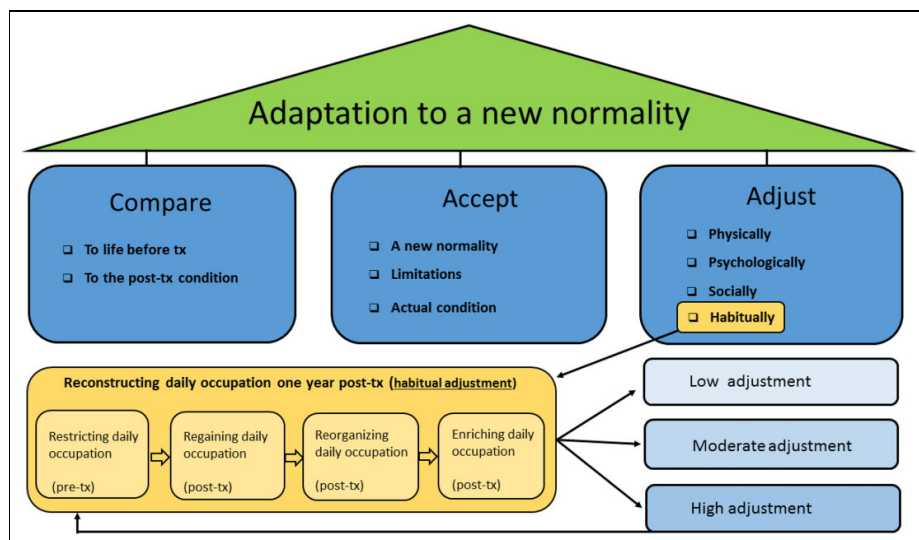 Adaptation to a new normality
Compare
❑ To life before tx
❑ To the post-tx condition
Accept
❑ A new normality
❑ Limitations
❑ Actual condition
Adjust
❑ Physically
❑ Psychologically
❑ Socially
❑ Habitually
Reconstructing daily occupation one year post-tx (habitual adjustment)
Restricting daily
occupation
(pre-tx)
Regaining daily
occupation
(post-tx)
Reorganizing
daily occupation
(post-tx)
Enriching daily
occupation
(post-tx)
Low adjustment
Moderate adjustment
High adjustment